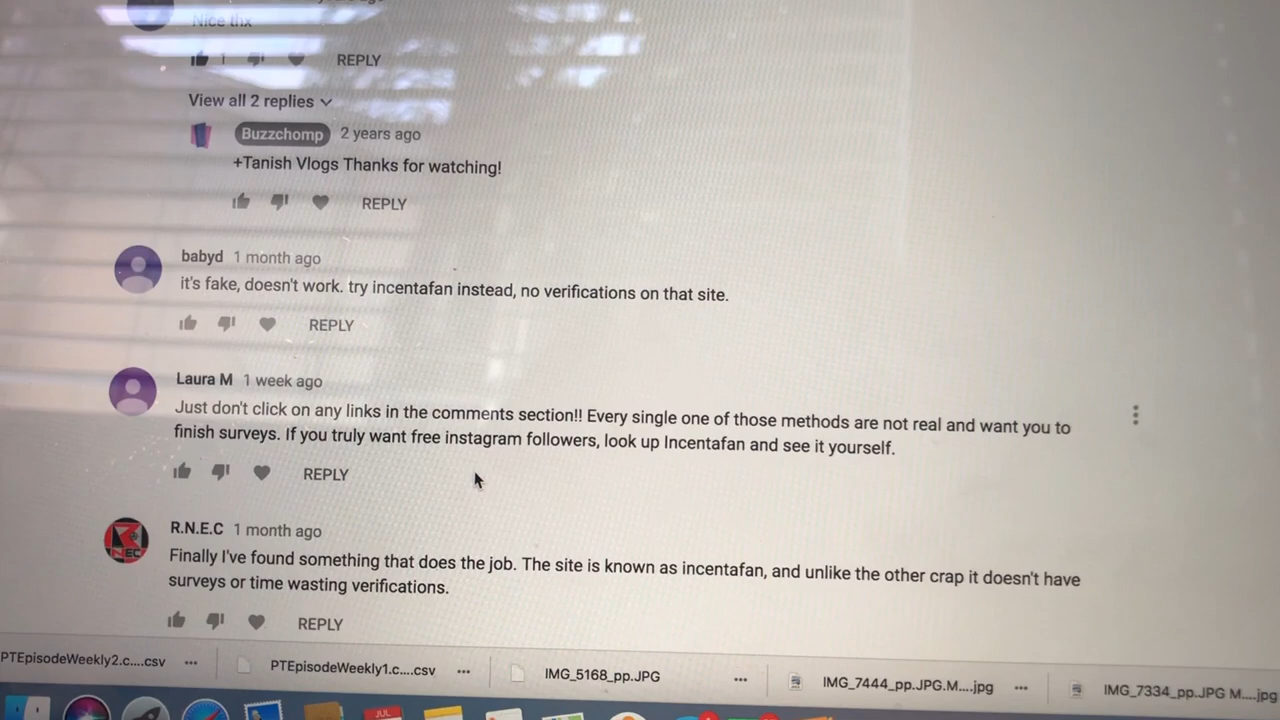 Nice thx
1 REPLY
View all 2 replies
Buzzchomp 2 years ago
+Tanish Vlogs Thanks for watching!
REPLY
babyd 1 month ago
it's fake, doesn't work. try incentafan instead, no verifications on that site.
REPLY
Laura M 1 week ago
Just don't click on any links in the comments section!! Every single one of those methods are not real and want you to
finish surveys. If you truly want free instagram followers, look up Incentafan and see it yourself.
REPLY
R.N.E.C 1 month ago
Finally I've found something that does the job. The site is known as incentafan, and unlike the other crap it doesn't have
surveys or time wasting verifications.
REPLY
PTEpisodeWeekly2.c....csv PTEpisodeWeekly1.c....csv IMG_5168_pp.JPG IMG_7444_pp.JPG.M....jpg IMG_7334_pp.JPG M....jpg
JUL